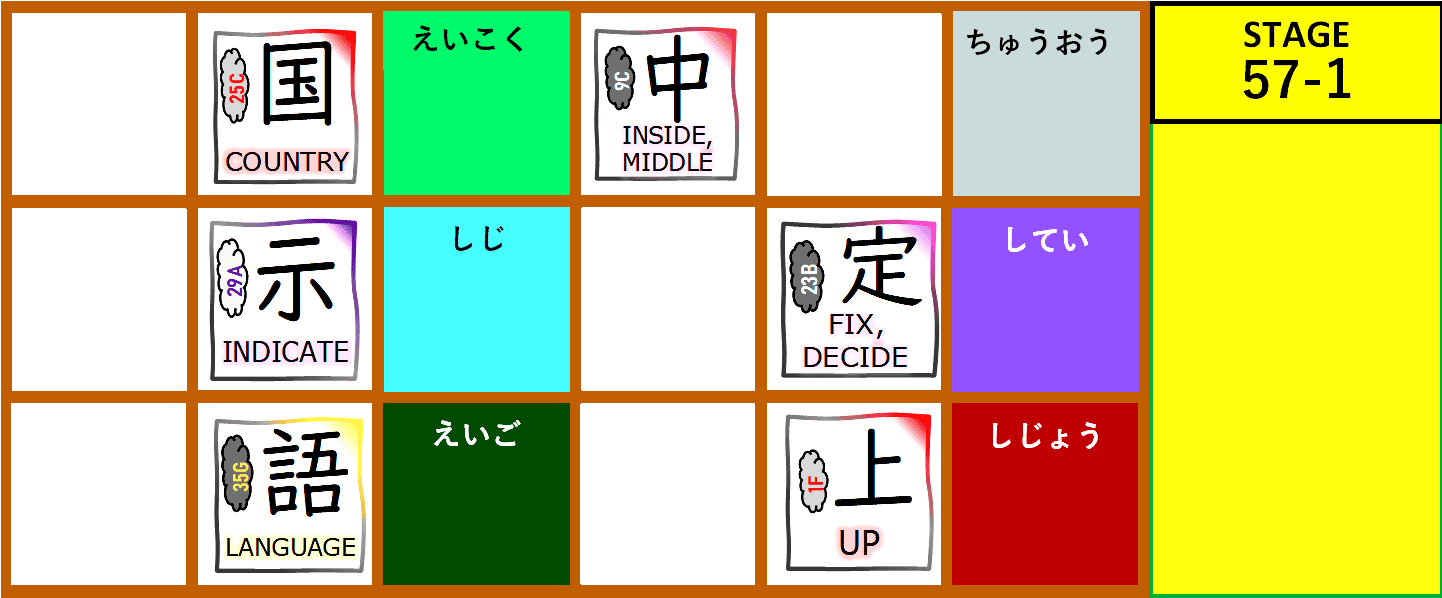 25C
国
COUNTRY
えいこく
9C
中
INSIDE,
MIDDLE
ちゅうおう
STAGE
57-1
29A
示
INDICATE
しじ
23B
定
FIX,
DECIDE
してい
35G
語
LANGUAGE
えいご
1F
上
UP
しじょう